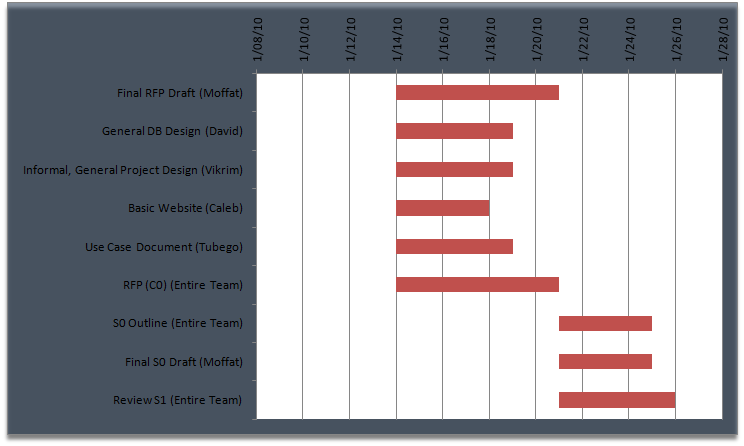 1/08/10
1/10/10
1/12/10
1/14/10
1/16/10
1/18/10
1/20/10
1/22/10
1/24/10
1/26/10
1/28/10
Final RFP Draft (Moffat)
General DB Design (David)
Informal, General Project Design (Vikrim)
Basic Website (Caleb)
Use Case Document (Tubego)
RFP (C0) (Entire Team)
S0 Outline (Entire Team)
Final S0 Draft (Moffat)
Review S1 (Entire Team)